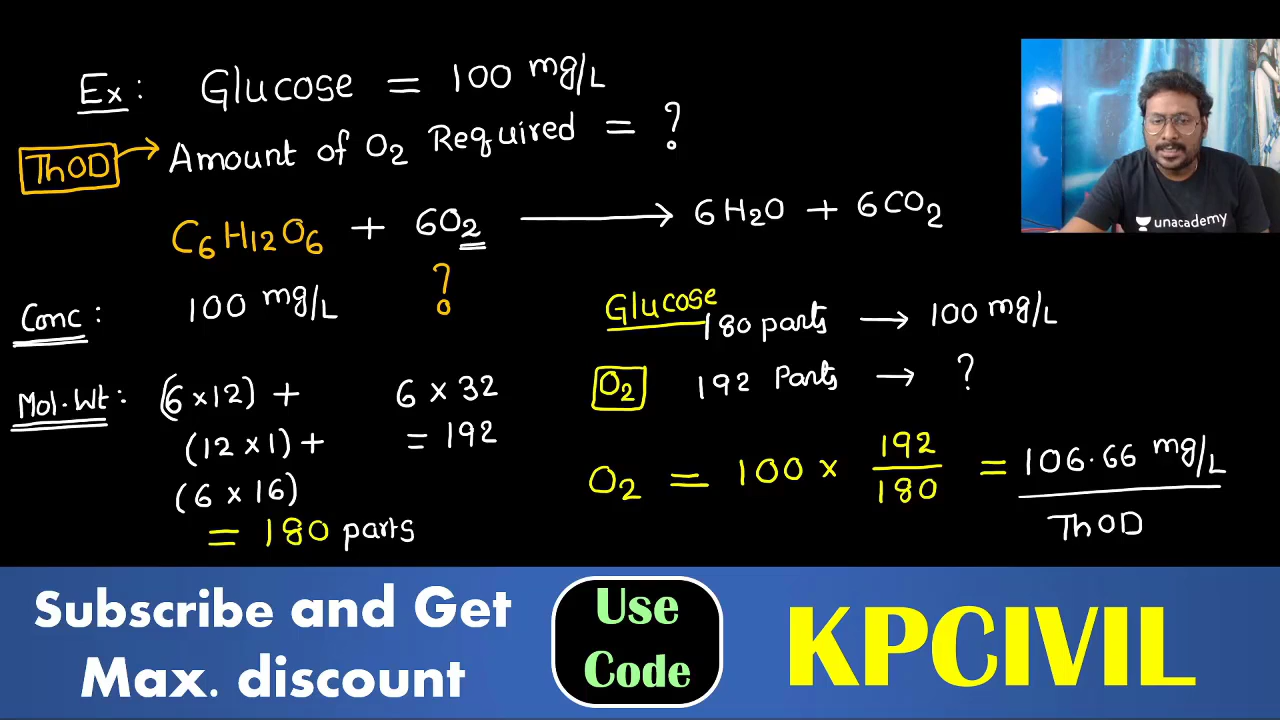 Ex: Glucose = 100 mg/L
ThOD
Amount of O2 Required = ?
C6H12O6 + 6O2 → 6H2O + 6CO2
?
Conc: 100 mg/L
Mol.Wt: (6 x 12) + 6 x 32
(12 x 1) + = 192
(6 x 16)
= 180 parts
Glucose 180 parts → 100 mg/L
O2 192 Parts → ?
O2 = 100 x 192/180 = 106.66 mg/L
ThOD
unacademy
Subscribe and Get
Max. discount
Use
Code
KPCIVIL